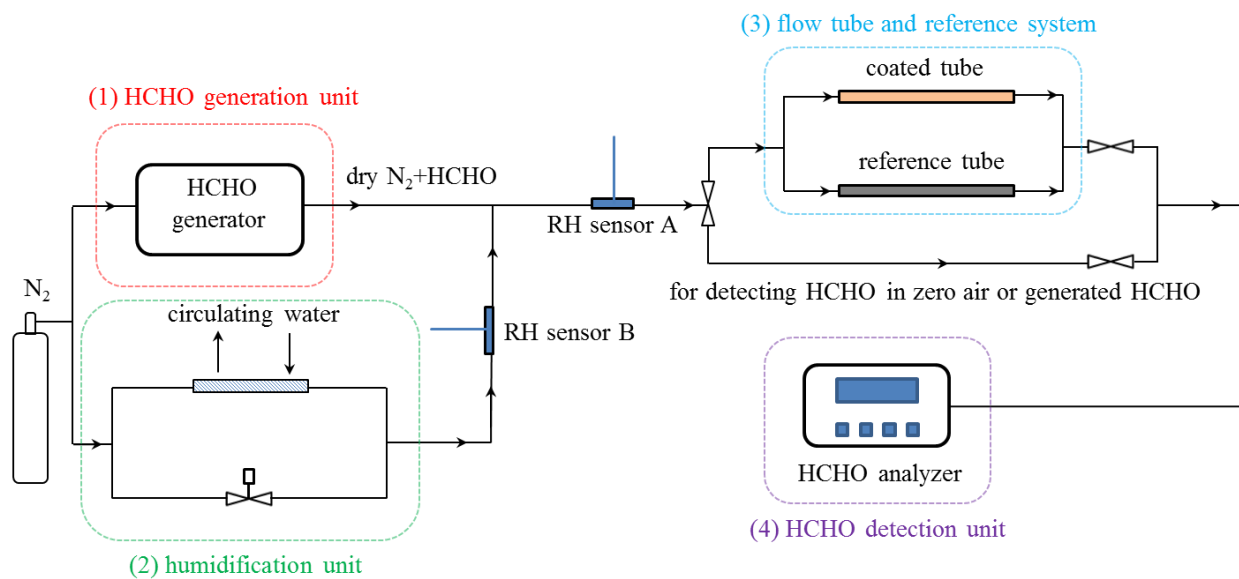 (3) flow tube and reference system
coated tube
(1) HCHO generation unit
HCHO
generator
dry N₂+HCHO
reference tube
RH sensor A
N₂
for detecting HCHO in zero air or generated HCHO
circulating water
RH sensor B
HCHO analyzer
(4) HCHO detection unit
(2) humidification unit